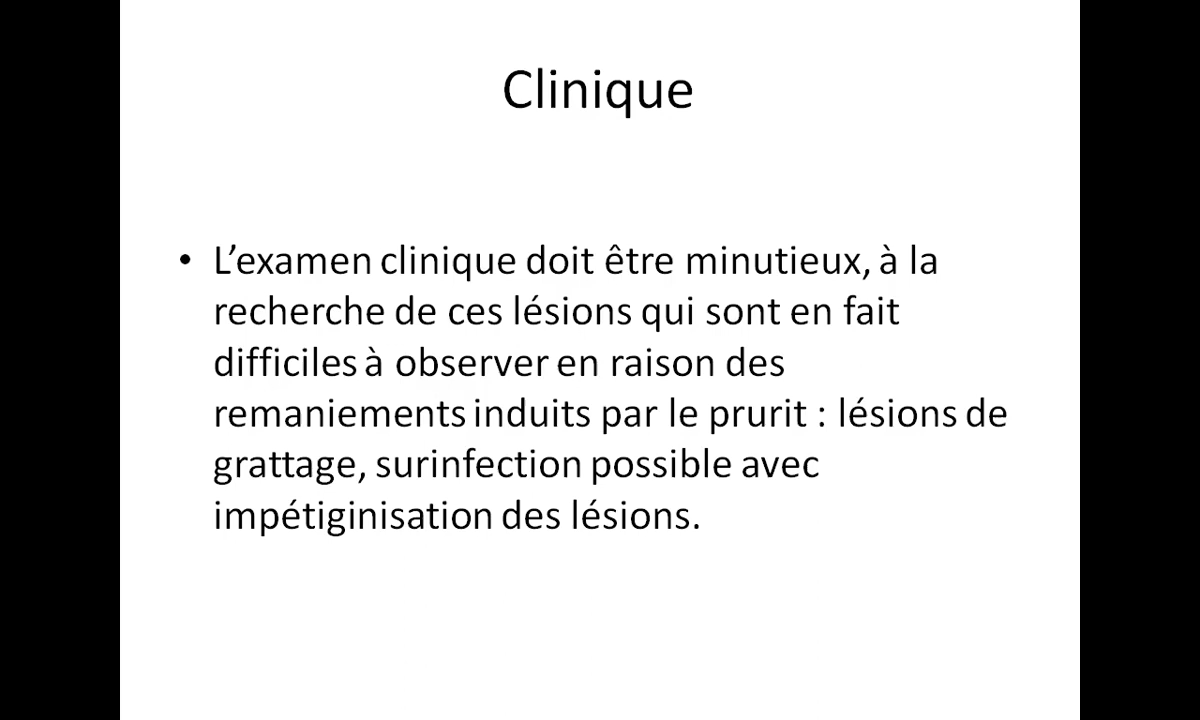 Clinique
• L’examen clinique doit être minutieux, à la
recherche de ces lésions qui sont en fait
difficiles à observer en raison des
remaniements induits par le prurit : lésions de
grattage, surinfection possible avec
impétiginisation des lésions.